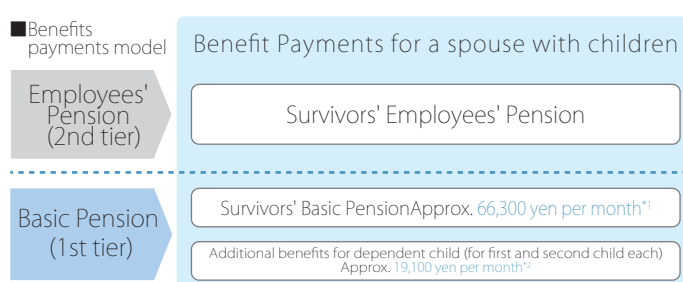 ■Benefits
payments model
Benefit Payments for a spouse with children
Employees'
Pension
(2nd tier)
Survivors' Employees' Pension
Basic Pension
(1st tier)
Survivors' Basic PensionApprox. 66,300 yen per month*1
Additional benefits for dependent child (for first and second child each)
Approx. 19,100 yen per month*2